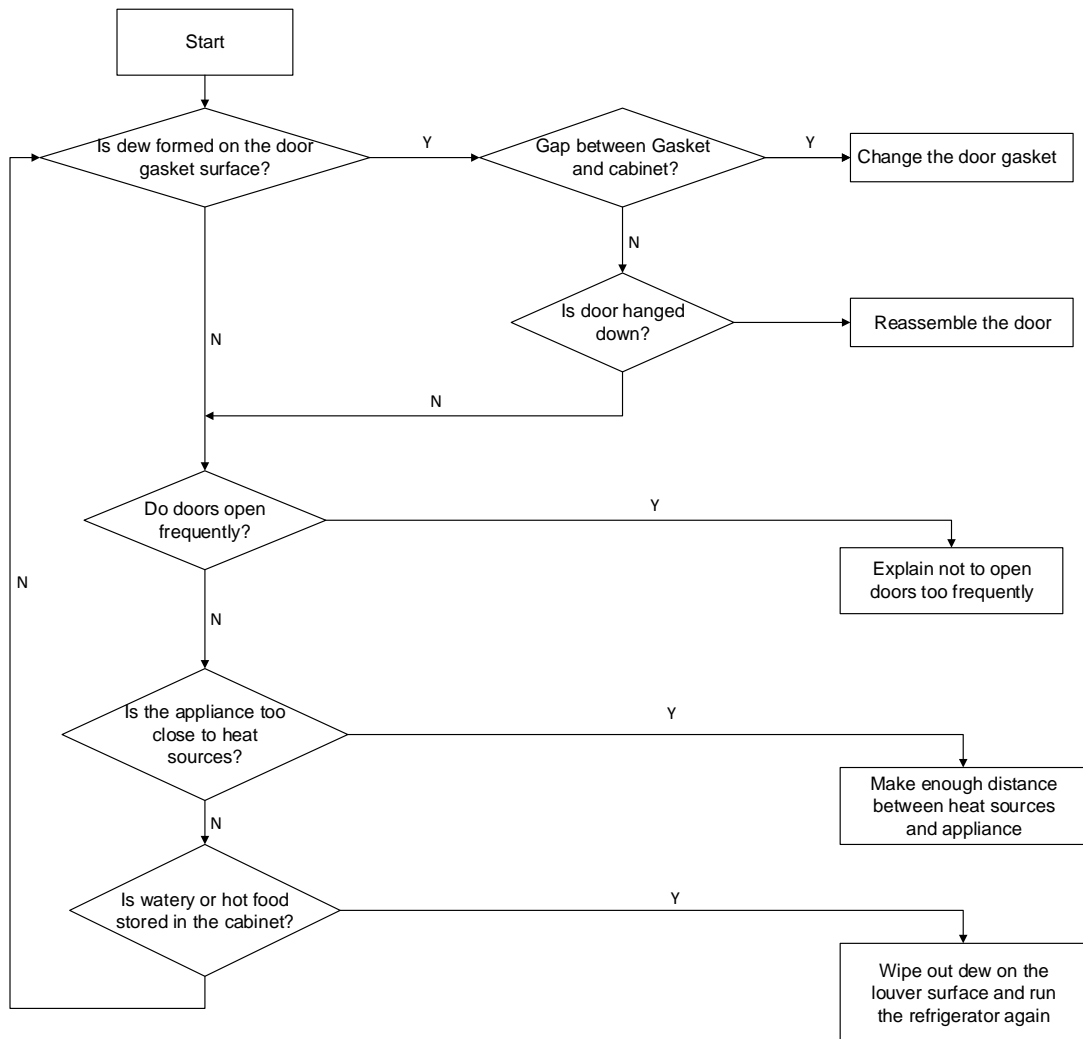 Start
Is dew formed on the door
gasket surface?
Y
Gap between Gasket
and cabinet?
Y
Change the door gasket
N
Is door hanged
down?
Reassemble the door
N
N
Do doors open
frequently?
Y
Explain not to open
doors too frequently
N
N
Is the appliance too
close to heat
sources?
Y
Make enough distance
between heat sources
and appliance
N
Is watery or hot food
stored in the cabinet?
Y
Wipe out dew on the
louver surface and run
the refrigerator again